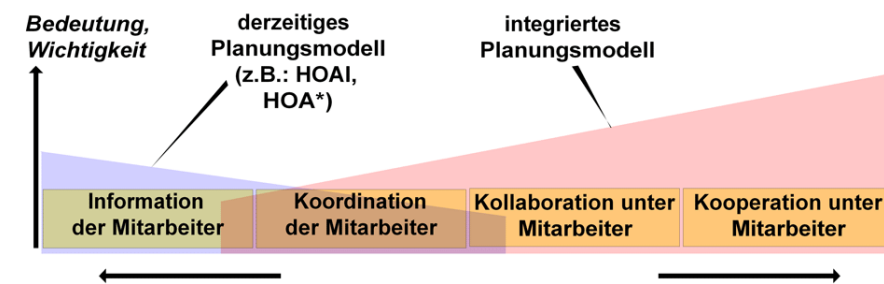 Bedeutung,
Wichtigkeit
derzeitiges
Planungsmodell
(z.B.: HOAI,
HOA*)
integriertes
Planungsmodell
Information
der Mitarbeiter
Koordination
der Mitarbeiter
Kollaboration unter
Mitarbeiter
Kooperation unter
Mitarbeiter